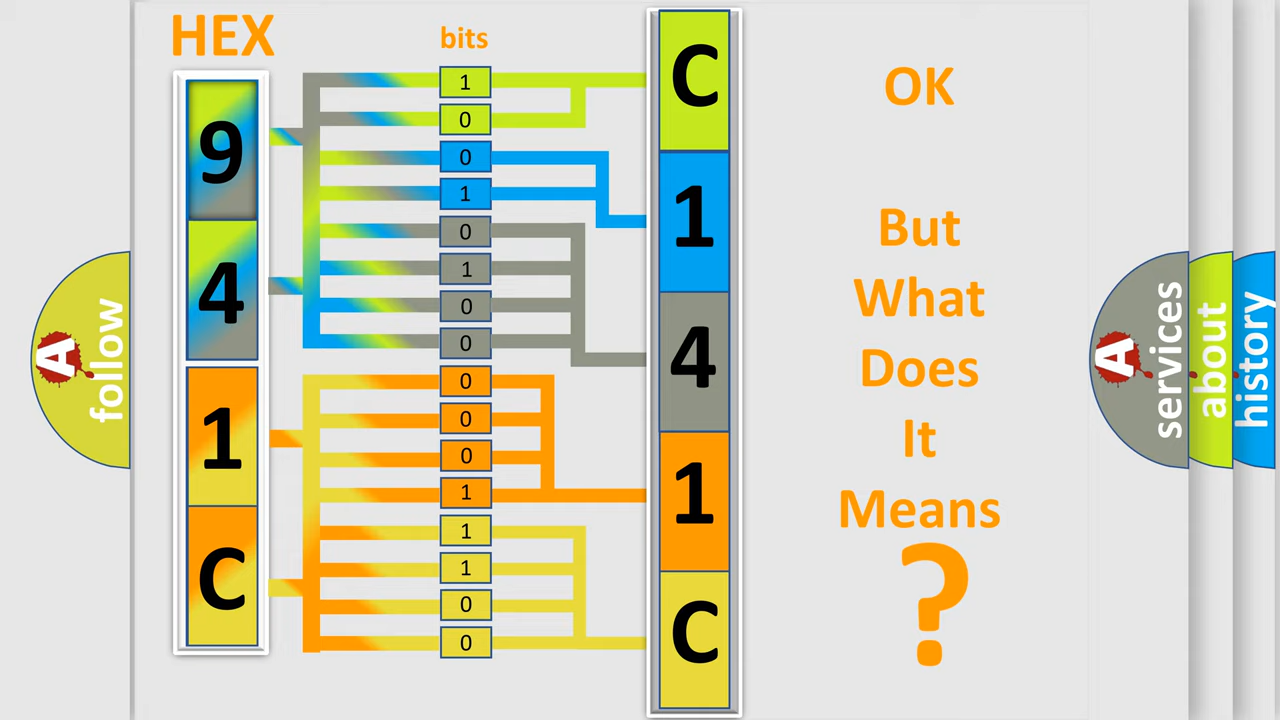 HEX
bits
9
4
1
C
1
0
0
1
0
1
0
0
0
0
0
1
1
1
0
0
C
1
4
1
C
OK
But
What
Does
It
Means
?
A
follow
A
services
about
history